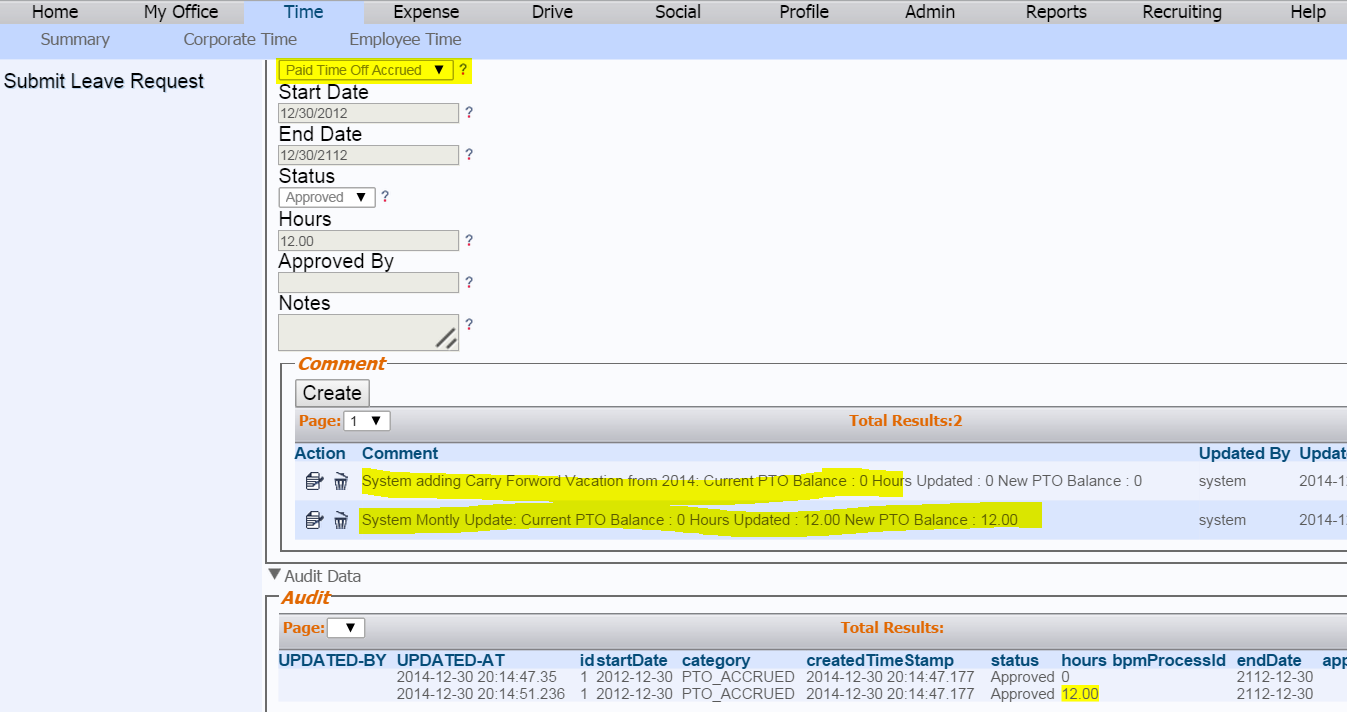 Home My Office Time Expense Drive Social Profile Admin Reports Recruiting Help
Summary Corporate Time Employee Time
Submit Leave Request
Paid Time Off Accrued ▼ ?
Start Date
12/30/2012 ?
End Date
12/30/2112 ?
Status
Approved ▼ ?
Hours
12.00 ?
Approved By
?
Notes
?
Comment
Create
Page: 1 ▼ Total Results:2
Action Comment Updated By Updat
System adding Carry Forword Vacation from 2014: Current PTO Balance : 0 Hours Updated : 0 New PTO Balance : 0 system 2014-1
System Montly Update: Current PTO Balance : 0 Hours Updated : 12.00 New PTO Balance : 12.00 system 2014-1
▼ Audit Data
Audit
Page: ▼ Total Results:
UPDATED-BY UPDATED-AT id startDate category createdTimeStamp status hours bpmProcessId endDate app
2014-12-30 20:14:47.35 1 2012-12-30 PTO_ACCRUED 2014-12-30 20:14:47.177 Approved 0 2112-12-30
2014-12-30 20:14:51.236 1 2012-12-30 PTO_ACCRUED 2014-12-30 20:14:47.177 Approved 12.00 2112-12-30